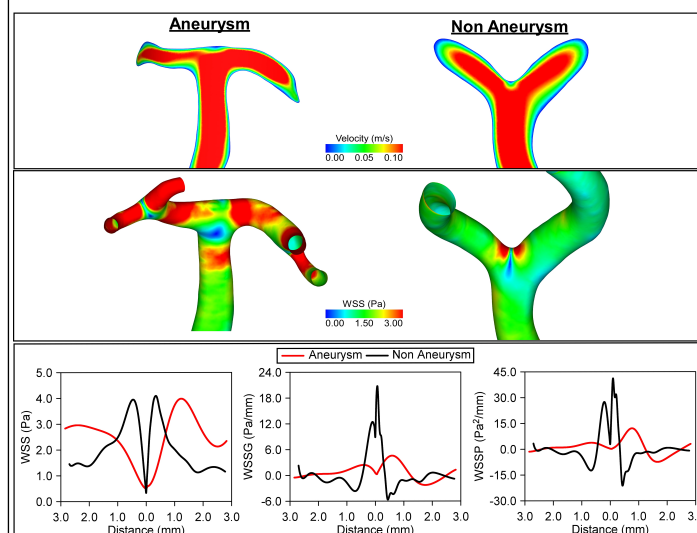 Aneurysm
Non Aneurysm
Velocity (m/s)
0.00 0.05 0.10
WSS (Pa)
0.00 1.50 3.00
Aneurysm Non Aneurysm
5.0
4.0
3.0
2.0
1.0
0.0
WSS (Pa)
3.0 2.0 1.0 0.0 1.0 2.0 3.0
Distance (mm)
24.0
18.0
12.0
6.0
0.0
-6.0
WSSG (Pa/mm)
3.0 2.0 1.0 0.0 1.0 2.0 3.0
Distance (mm)
45.0
30.0
15.0
0.0
-15.0
-30.0
WSSP (Pa²/mm)
3.0 2.0 1.0 0.0 1.0 2.0 3.
Distance (mm)